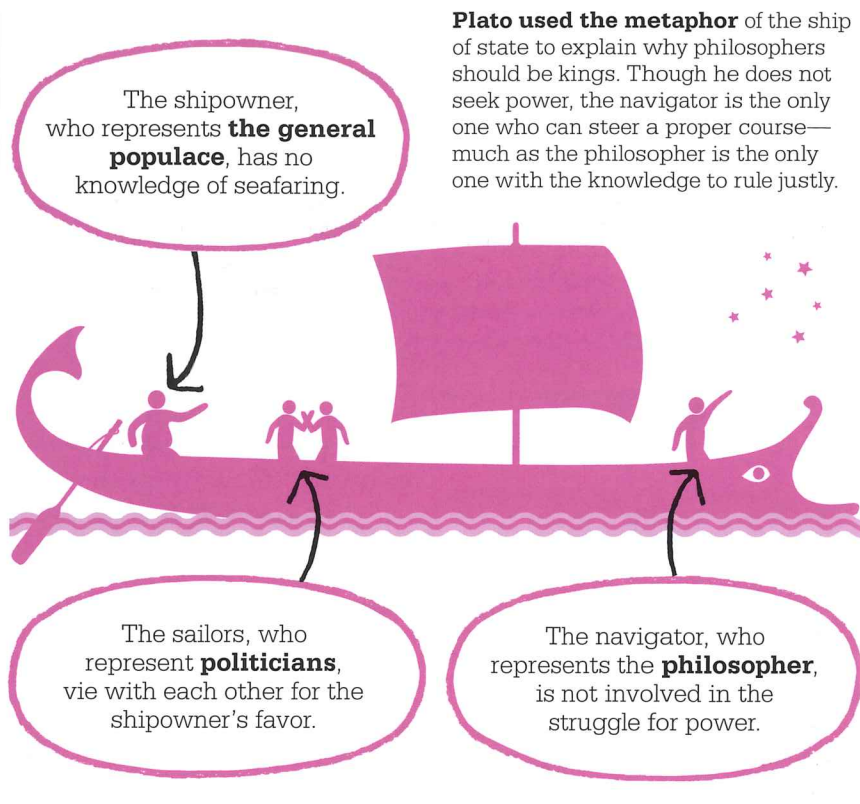 Plato used the metaphor of the ship
of state to explain why philosophers
should be kings. Though he does not
seek power, the navigator is the only
one who can steer a proper course—
much as the philosopher is the only
one with the knowledge to rule justly.
The shipowner,
who represents the general
populace, has no
knowledge of seafaring.
The sailors, who
represent politicians,
vie with each other for the
shipowner's favor.
The navigator, who
represents the philosopher,
is not involved in the
struggle for power.